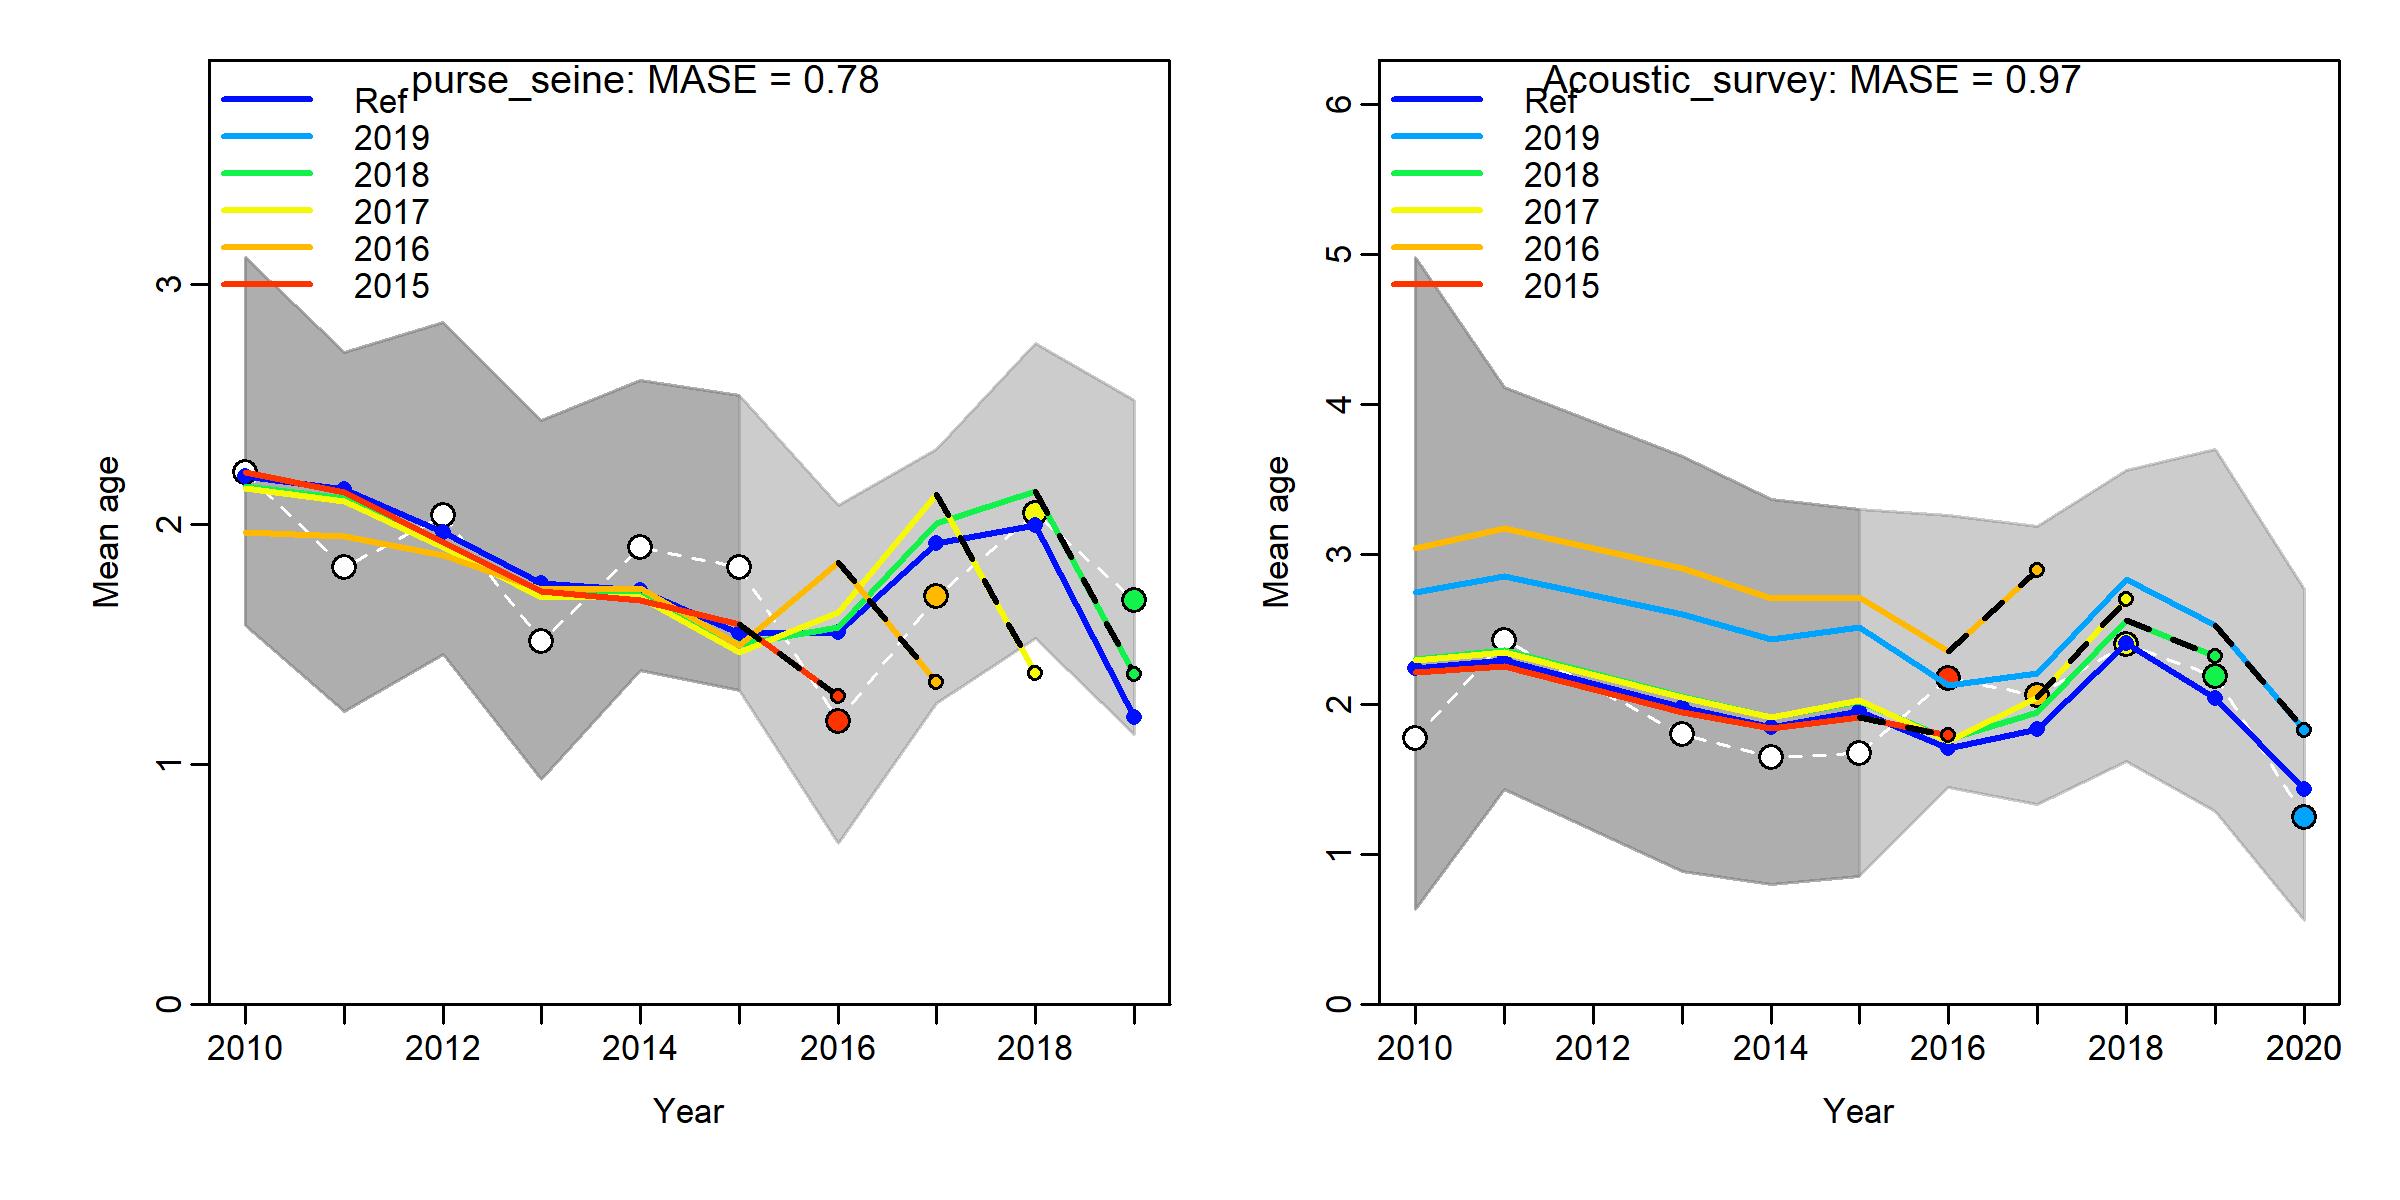 purse_seine: MASE = 0.78
Ref
2019
2018
2017
2016
2015
3
2
1
0
Mean age
2010 2012 2014 2016 2018
Year
Acoustic_survey: MASE = 0.97
Ref
2019
2018
2017
2016
2015
6
5
4
3
2
1
0
Mean age
2010 2012 2014 2016 2018 2020
Year